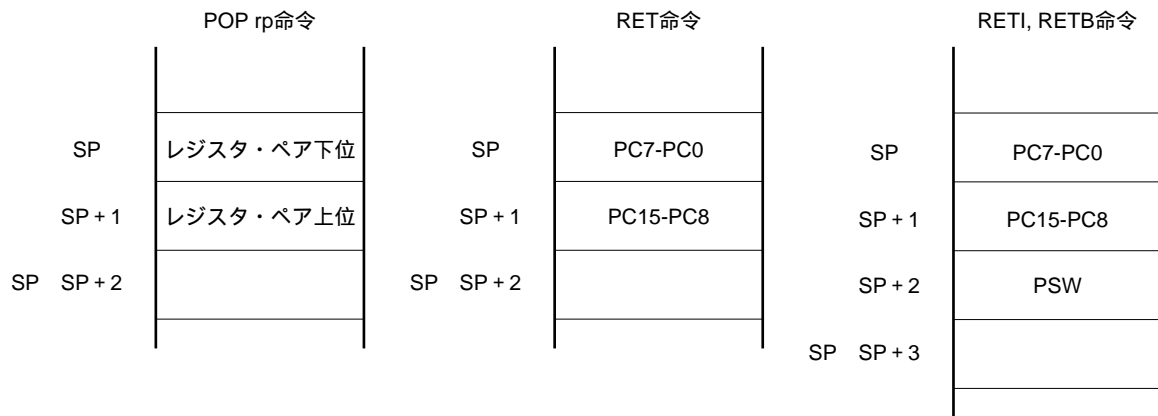 POP rp命令
SP
レジスタ・ペア下位
SP + 1
レジスタ・ペア上位
SP SP + 2
RET命令
SP
PC7-PC0
SP + 1
PC15-PC8
SP SP + 2
RETI, RETB命令
SP
PC7-PC0
SP + 1
PC15-PC8
SP + 2
PSW
SP SP + 3